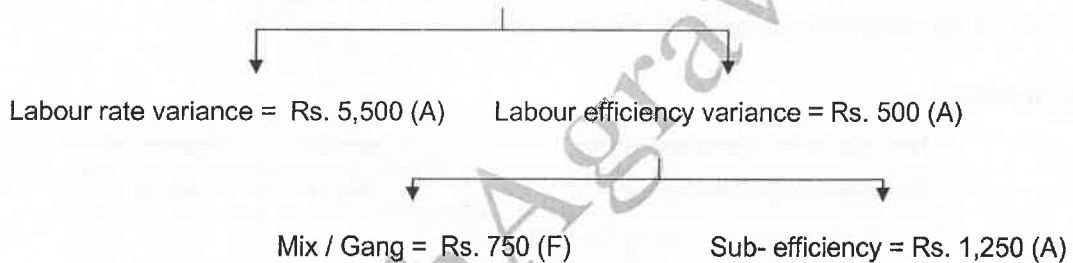 Labour rate variance = Rs. 5,500 (A) Labour efficiency variance = Rs. 500 (A)
Mix / Gang = Rs. 750 (F) Sub- efficiency = Rs. 1,250 (A)